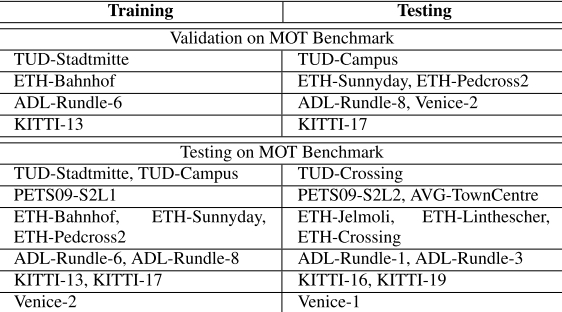 Training Testing
Validation on MOT Benchmark
TUD-Stadtmitte TUD-Campus
ETH-Bahnhof ETH-Sunnyday, ETH-Pedcross2
ADL-Rundle-6 ADL-Rundle-8, Venice-2
KITTI-13 KITTI-17
Testing on MOT Benchmark
TUD-Stadtmitte, TUD-Campus TUD-Crossing
PETS09-S2L1 PETS09-S2L2, AVG-TownCentre
ETH-Bahnhof, ETH-Sunnyday, ETH-Jelmoli, ETH-Linthescher,
ETH-Pedcross2 ETH-Crossing
ADL-Rundle-6, ADL-Rundle-8 ADL-Rundle-1, ADL-Rundle-3
KITTI-13, KITTI-17 KITTI-16, KITTI-19
Venice-2 Venice-1